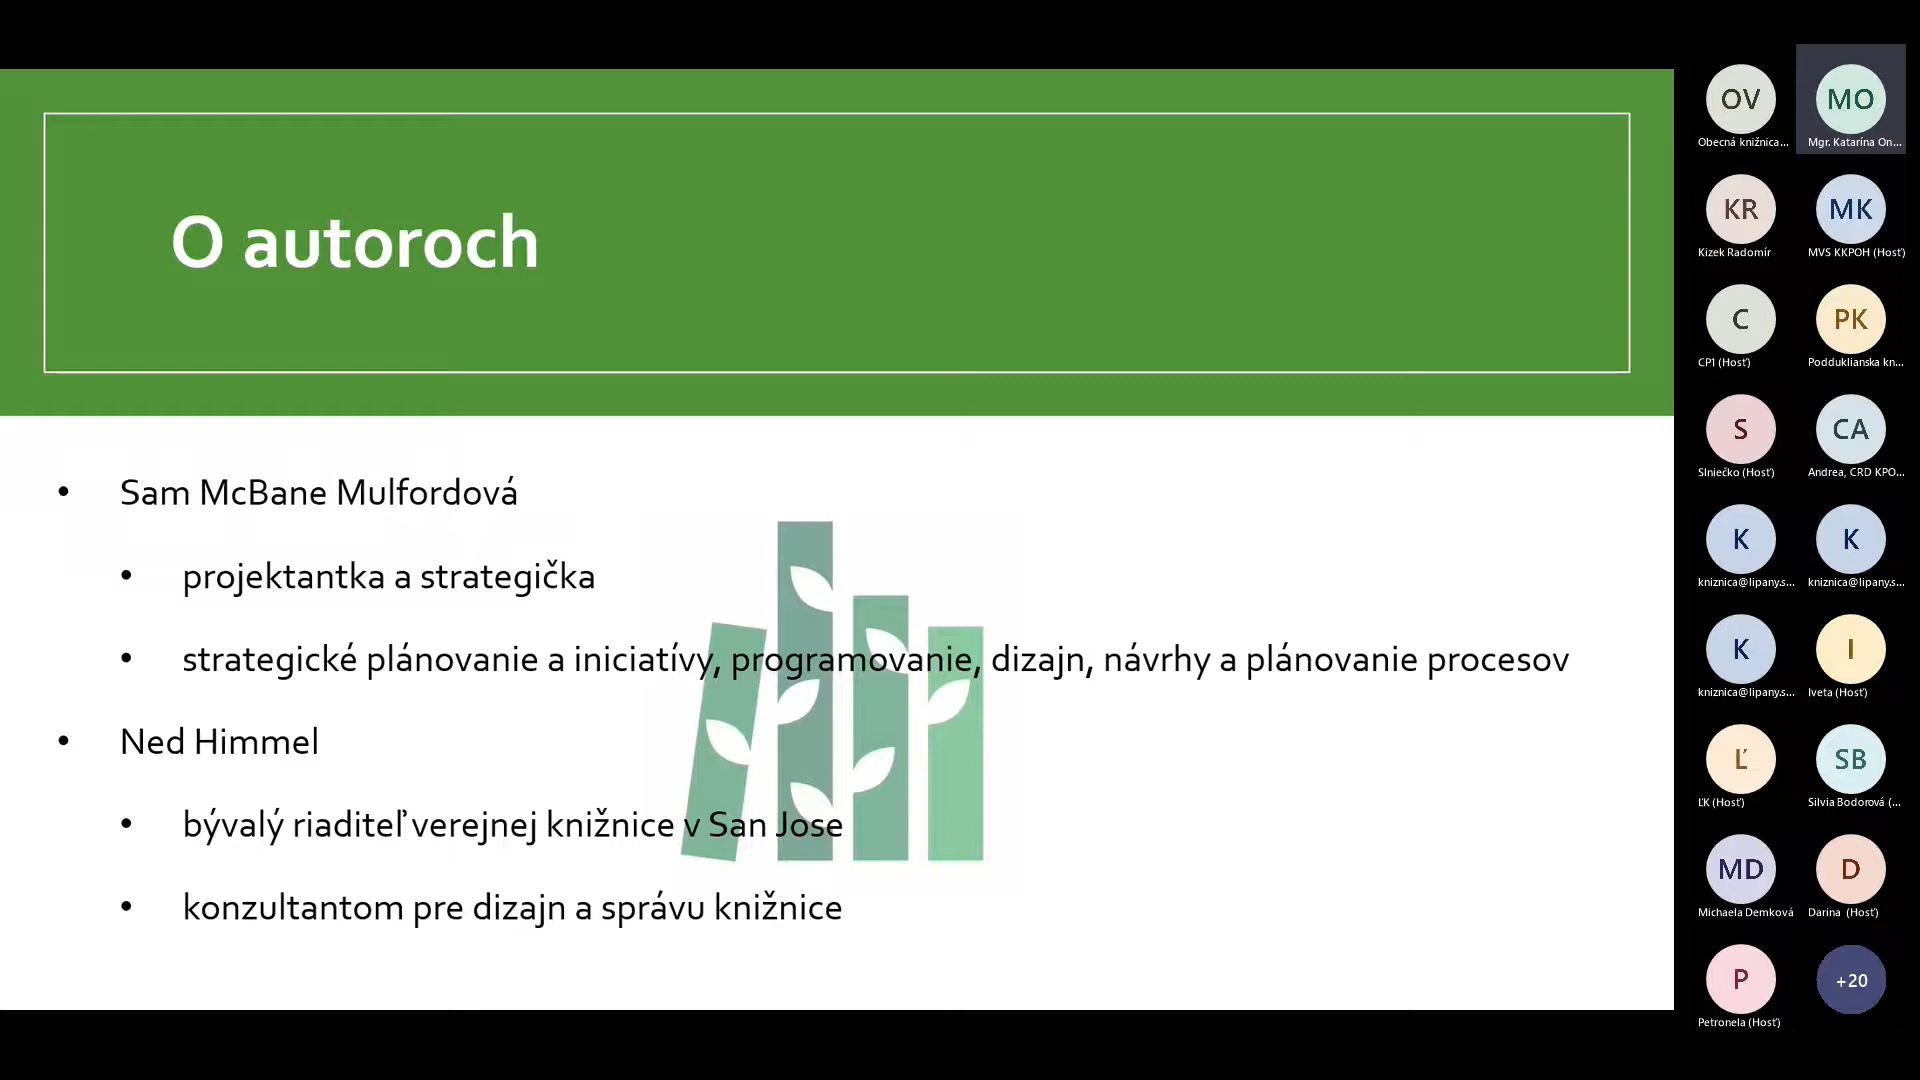 O autoroch
• Sam McBane Mulfordová
• projektantka a strategička
• strategické plánovanie a iniciatívy, programovanie, dizajn, návrhy a plánovanie procesov
• Ned Himmel
• bývalý riaditeľ verejnej knižnice v San Jose
• konzultantom pre dizajn a správu knižnice
OV
Obecná knižnica...
MO
Mgr. Katarína On...
KR
Kizek Radomír
MK
MVS KKPOH (Hosť)
C
CP1 (Hosť)
PK
Podduklianska kn...
S
Slniečko (Hosť)
CA
Andrea, CRD KPO...
K
kniznica@lipany.s...
K
kniznica@lipany.s...
K
kniznica@lipany.s...
I
Iveta (Hosť)
Ľ
ĽK (Hosť)
SB
Silvia Bodorová (...
MD
Michaela Demková
D
Darina (Hosť)
P
Petronela (Hosť)
+20